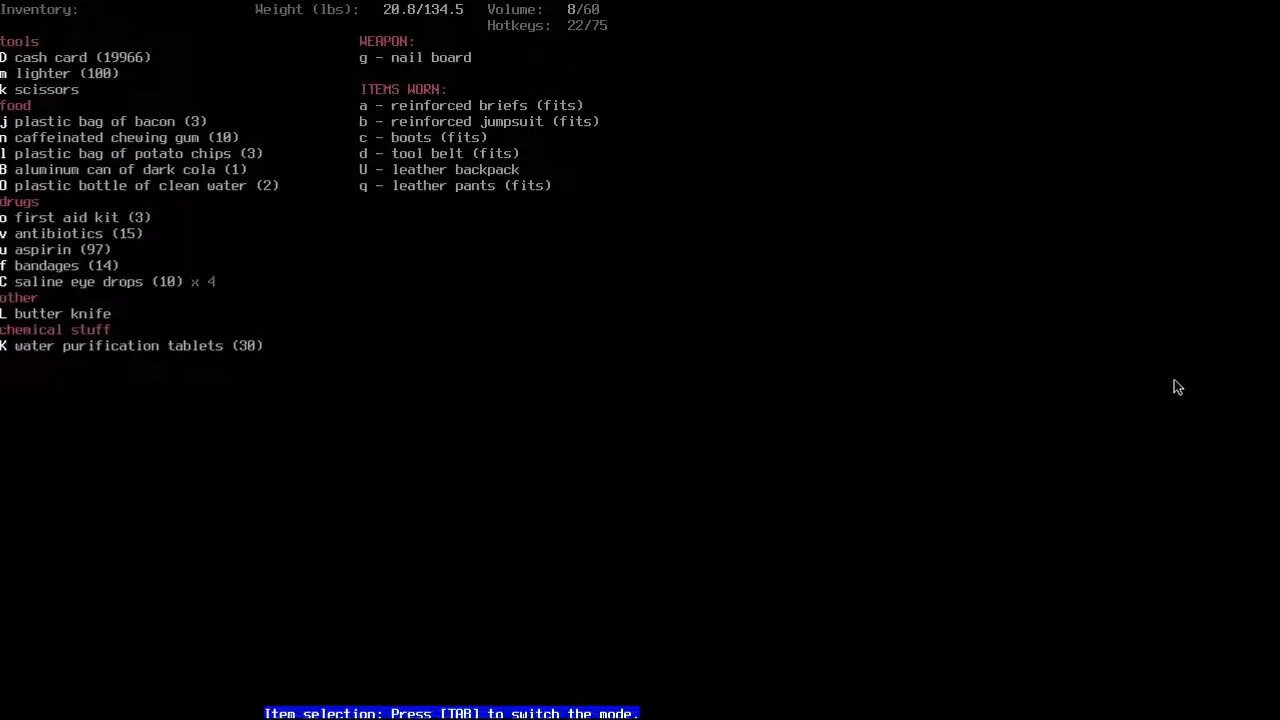 Inventory: Weight (lbs): 20.8/134.5 Volume: 8/60
Hotkeys: 22/75
tools
D cash card (19966)
m lighter (100)
k scissors
food
j plastic bag of bacon (3)
n caffeinated chewing gum (10)
l plastic bag of potato chips (3)
B aluminum can of dark cola (1)
O plastic bottle of clean water (2)
drugs
o first aid kit (3)
v antibiotics (15)
u aspirin (97)
f bandages (14)
C saline eye drops (10) x 4
other
L butter knife
chemical stuff
K water purification tablets (30)
WEAPON:
g - nail board
ITEMS WORN:
a - reinforced briefs (fits)
b - reinforced jumpsuit (fits)
c - boots (fits)
d - tool belt (fits)
U - leather backpack
q - leather pants (fits)
Item selection: Press [TAB] to switch the mode.